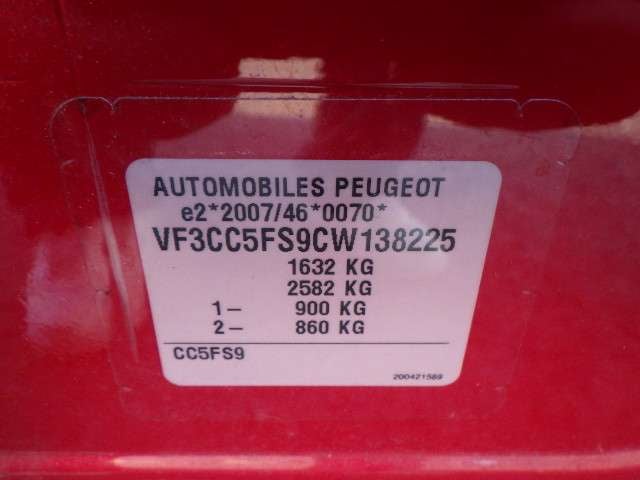 AUTOMOBILES PEUGEOT
e2*2007/46*0070*
VF3CC5FS9CW138225
1632 KG
2582 KG
1– 900 KG
2– 860 KG
CC5FS9
200421589